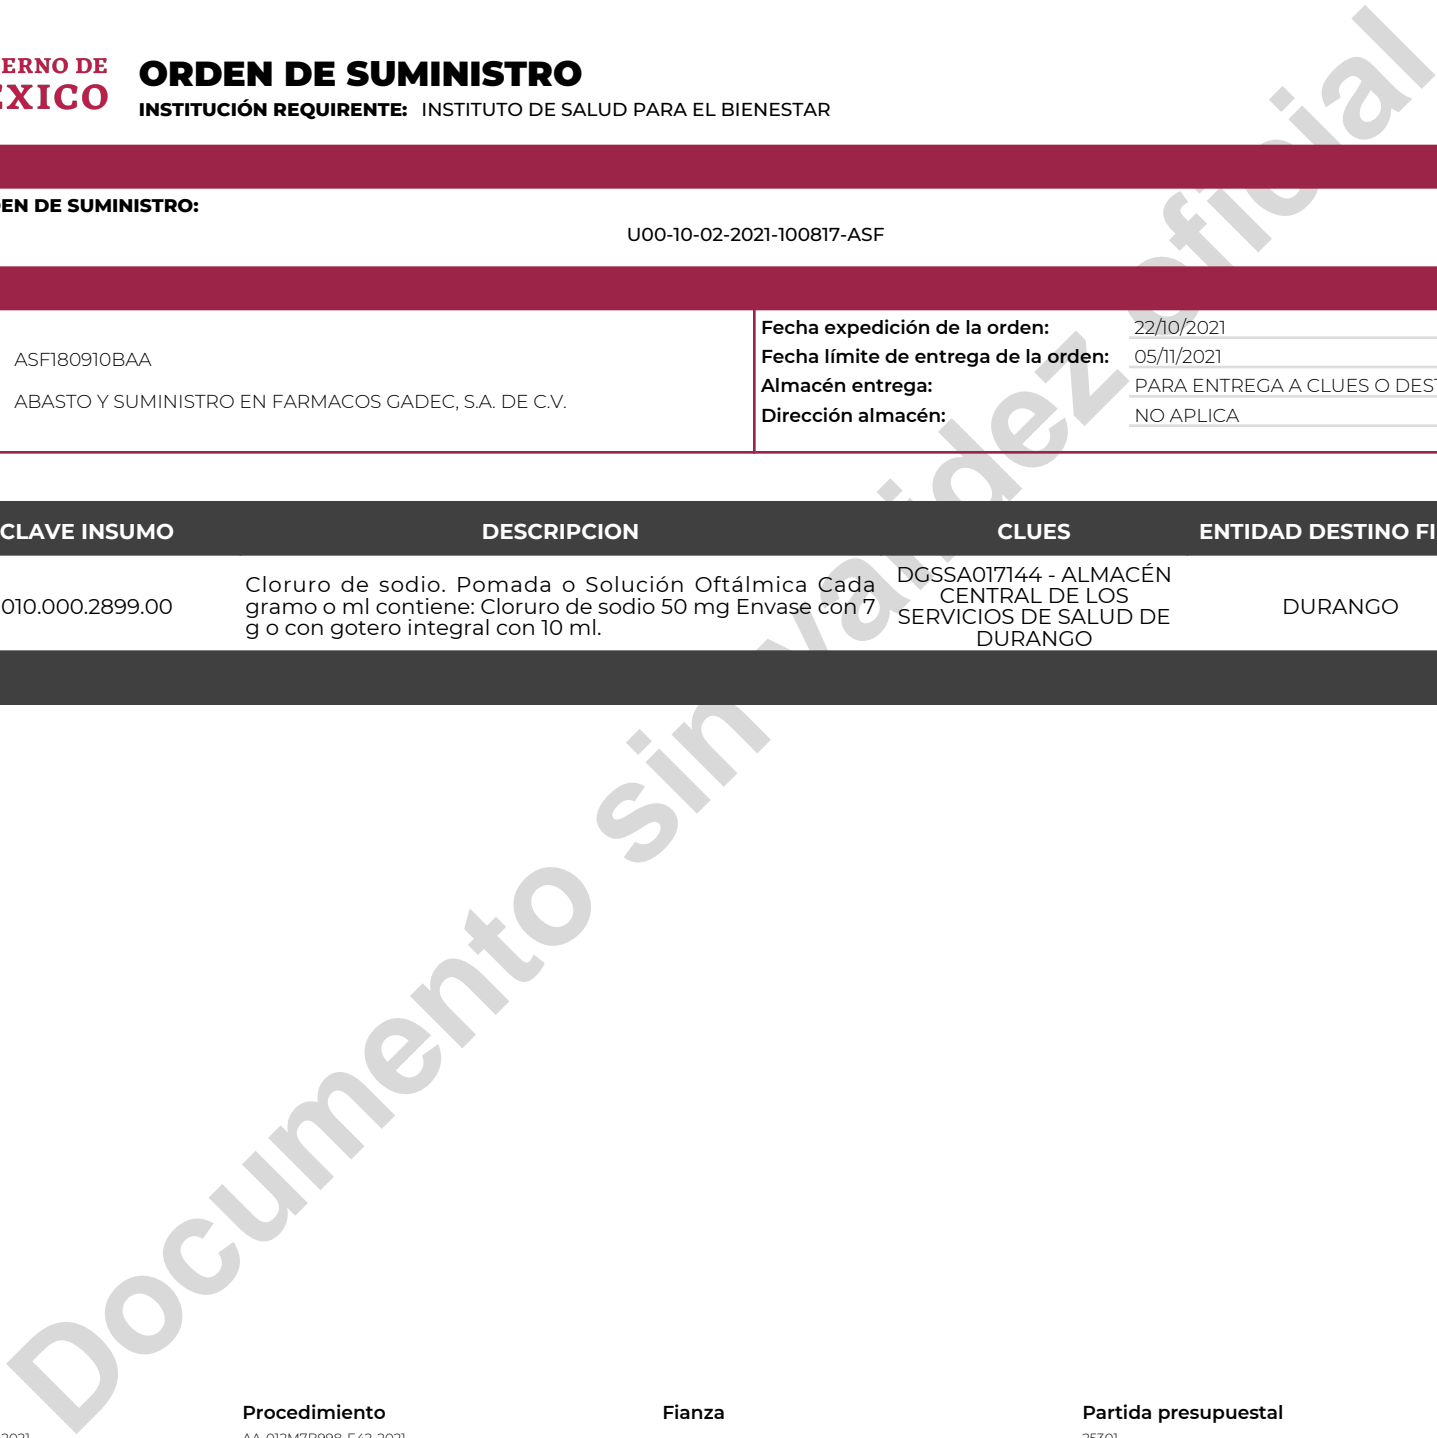 ERNO DE
EXICO
ORDEN DE SUMINISTRO
INSTITUCIÓN REQUIRENTE: INSTITUTO DE SALUD PARA EL BIENESTAR
EN DE SUMINISTRO:
U00-10-02-2021-100817-ASF
ASF180910BAA
ABASTO Y SUMINISTRO EN FARMACOS GADEC, S.A. DE C.V.
Fecha expedición de la orden: 22/10/2021
Fecha límite de entrega de la orden: 05/11/2021
Almacén entrega: PARA ENTREGA A CLUES O DEST
Dirección almacén: NO APLICA
CLAVE INSUMO DESCRIPCION CLUES ENTIDAD DESTINO FI
010.000.2899.00
Cloruro de sodio. Pomada o Solución Oftálmica Cada
gramo o ml contiene: Cloruro de sodio 50 mg Envase con 7
g o con gotero integral con 10 ml.
DGSSA017144 - ALMACÉN
CENTRAL DE LOS
SERVICIOS DE SALUD DE
DURANGO
DURANGO
Documento sin validez oficial
Procedimiento Fianza Partida presupuestal